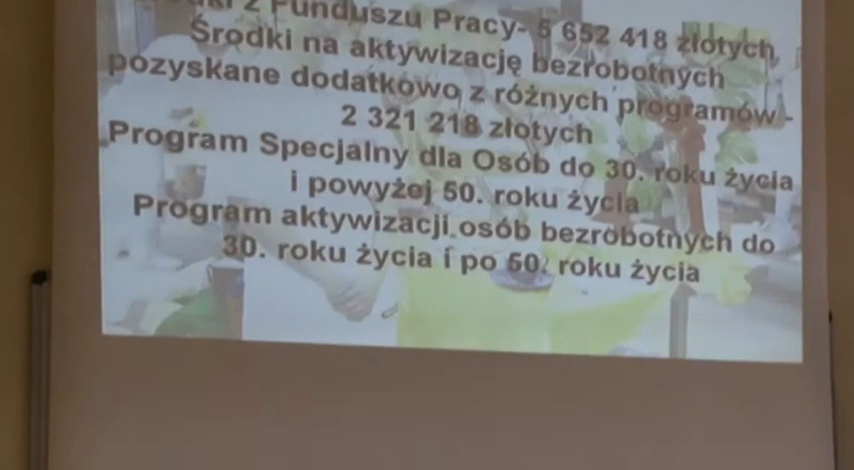 z Funduszu Pracy- 5 652 418 złotych
Środki na aktywizację bezrobotnych
pozyskane dodatkowo z różnych programów -
2 321 218 złotych
Program Specjalny dla Osób do 30. roku życia
i powyżej 50. roku życia
Program aktywizacji osób bezrobotnych do
30. roku życia i po 50. roku życia